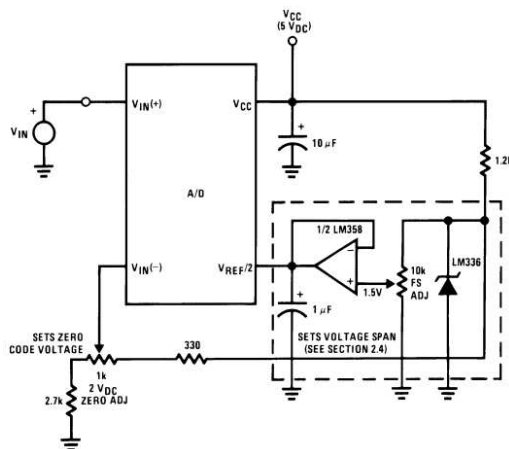 VCC
(5 VDC)
VIN(+)
VCC
+
VIN
+
10 µF
1.2
A/D
1/2 LM358
LM336
VIN(−)
VREF/2
−
+
1.5V
10k
FS
ADJ
+
1 µF
SETS ZERO
CODE VOLTAGE
330
SETS VOLTAGE SPAN
(SEE SECTION 2.4)
1k
2 VDC
ZERO ADJ
2.7k